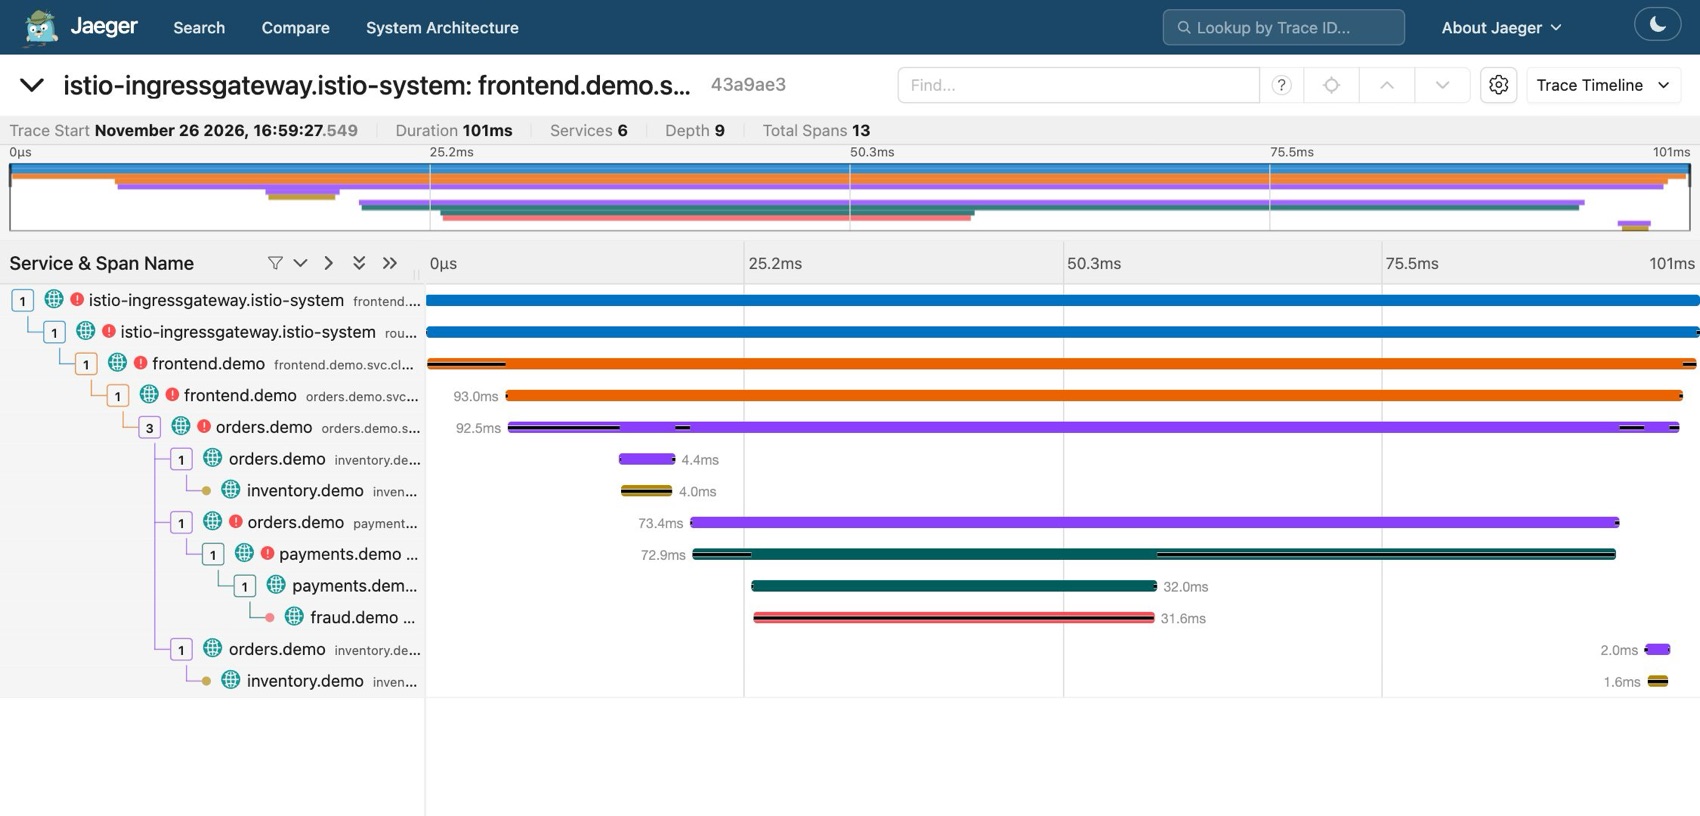 Jaeger Search Compare System Architecture Lookup by Trace ID... About Jaeger
istio-ingressgateway.istio-system: frontend.demo.s... 43a9ae3 Find... ? Trace Timeline
Trace Start November 26 2026, 16:59:27.549 Duration 101ms Services 6 Depth 9 Total Spans 13
0μs 25.2ms 50.3ms 75.5ms 101ms
Service & Span Name 0μs 25.2ms 50.3ms 75.5ms 101ms
1 istio-ingressgateway.istio-system frontend....
1 istio-ingressgateway.istio-system rou...
1 frontend.demo frontend.demo.svc.cl...
1 frontend.demo orders.demo.svc... 93.0ms
3 orders.demo orders.demo.s... 92.5ms
1 orders.demo inventory.de... 4.4ms
inventory.demo inven... 4.0ms
1 orders.demo payment... 73.4ms
1 payments.demo ... 72.9ms
1 payments.dem... 32.0ms
fraud.demo ... 31.6ms
1 orders.demo inventory.de... 2.0ms
inventory.demo inven... 1.6ms